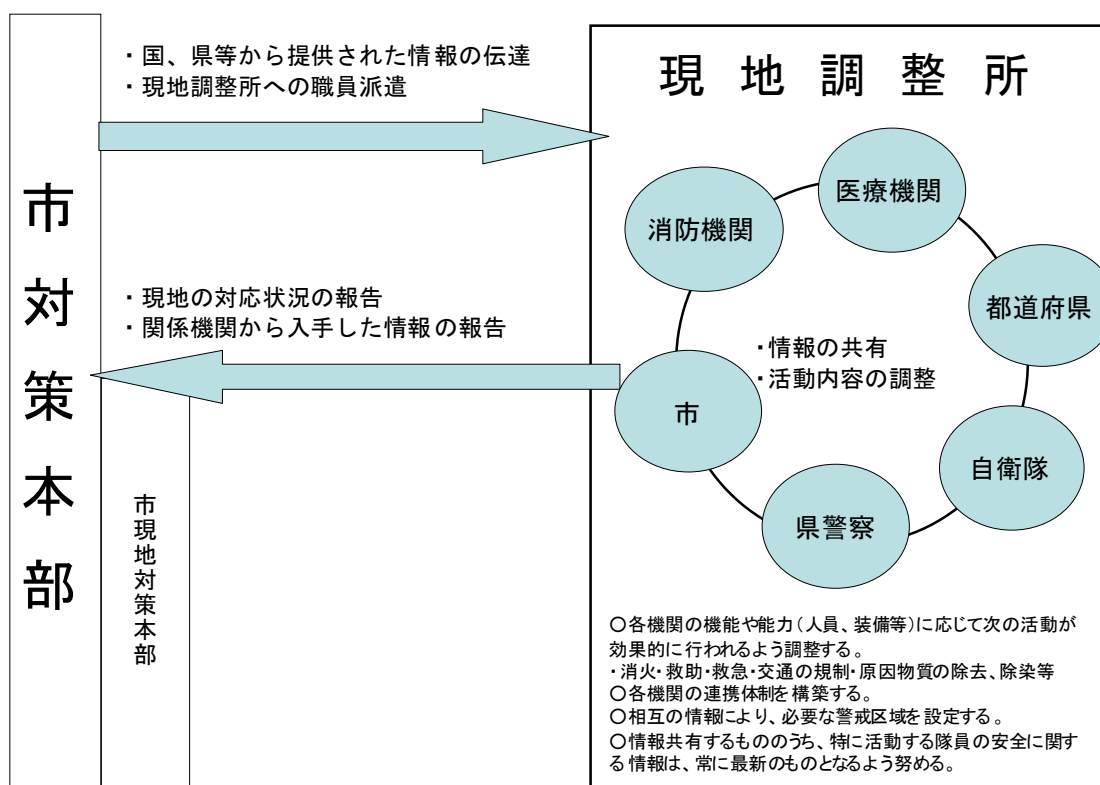 ・国、県等から提供された情報の伝達
・現地調整所への職員派遣
市対策本部
・現地の対応状況の報告
・関係機関から入手した情報の報告
市現地対策本部
現地調整所
医療機関
消防機関
都道府県
・情報の共有
・活動内容の調整
市
自衛隊
県警察
〇各機関の機能や能力(人員、装備等)に応じて次の活動が
効果的に行われるよう調整する。
・消火・救助・救急・交通の規制・原因物質の除去、除染等
〇各機関の連携体制を構築する。
〇相互の情報により、必要な警戒区域を設定する。
〇情報共有するもののうち、特に活動する隊員の安全に関す
る情報は、常に最新のものとなるよう努める。